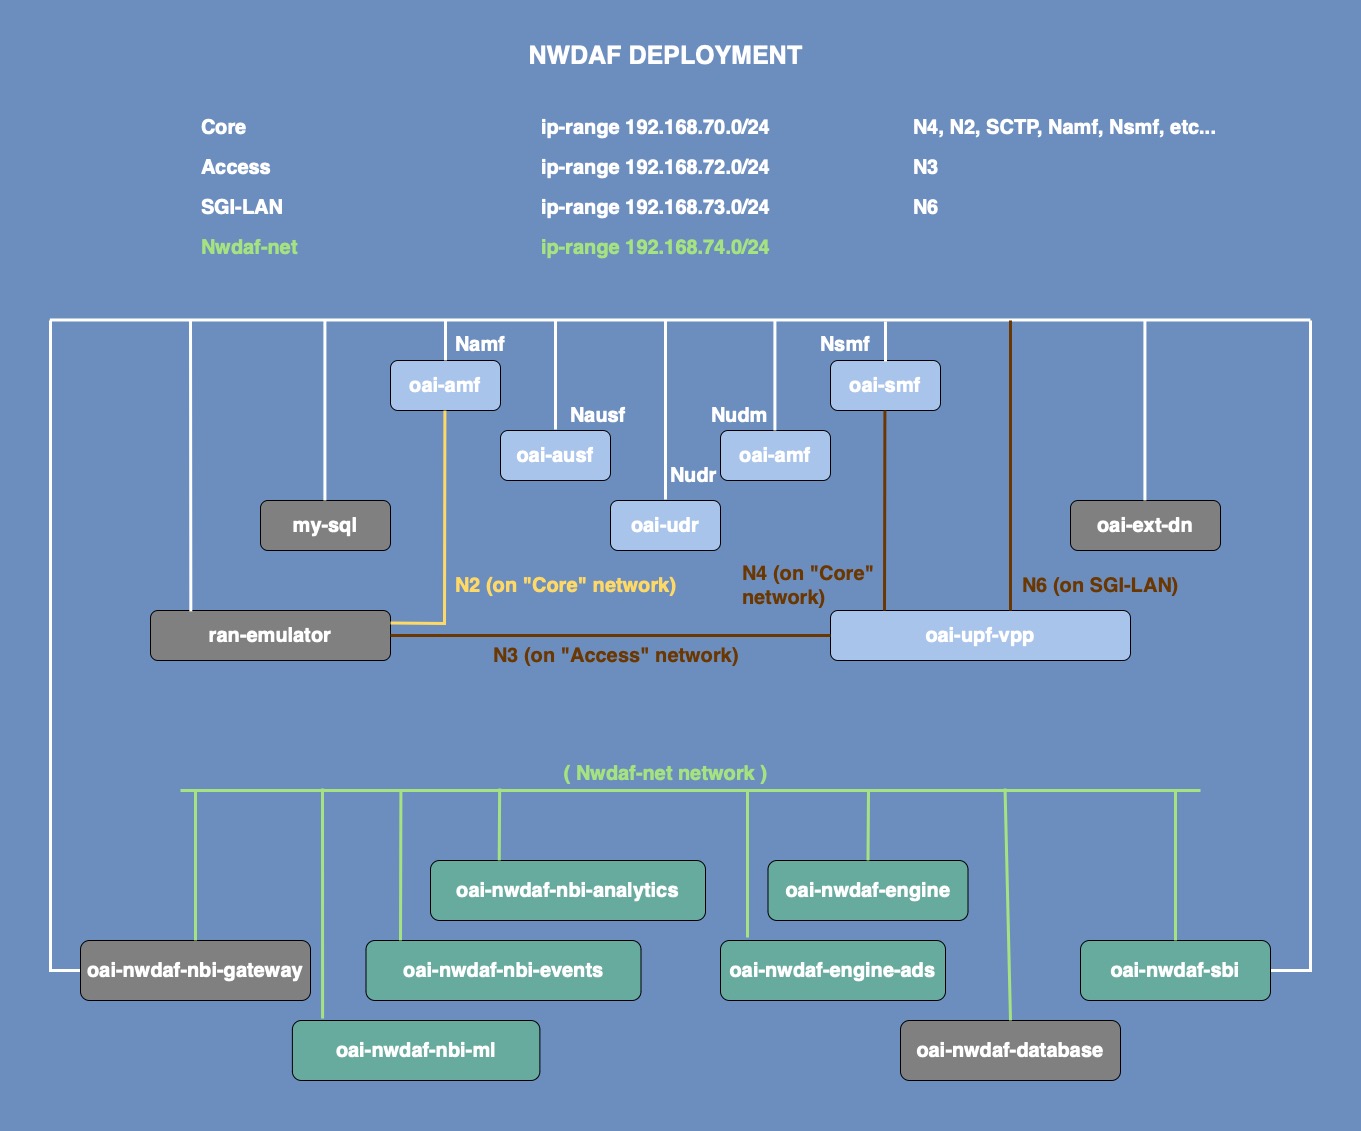 NWDAF DEPLOYMENT
Core ip-range 192.168.70.0/24 N4, N2, SCTP, Namf, Nsmf, etc...
Access ip-range 192.168.72.0/24 N3
SGI-LAN ip-range 192.168.73.0/24 N6
Nwdaf-net ip-range 192.168.74.0/24
Namf
Nsmf
oai-amf
oai-smf
Nausf
Nudm
oai-ausf
oai-amf
Nudr
my-sql
oai-udr
oai-ext-dn
N2 (on "Core" network)
N4 (on "Core"
network)
N6 (on SGI-LAN)
ran-emulator
oai-upf-vpp
N3 (on "Access" network)
( Nwdaf-net network )
oai-nwdaf-nbi-analytics
oai-nwdaf-engine
oai-nwdaf-nbi-gateway
oai-nwdaf-nbi-events
oai-nwdaf-engine-ads
oai-nwdaf-sbi
oai-nwdaf-nbi-ml
oai-nwdaf-database